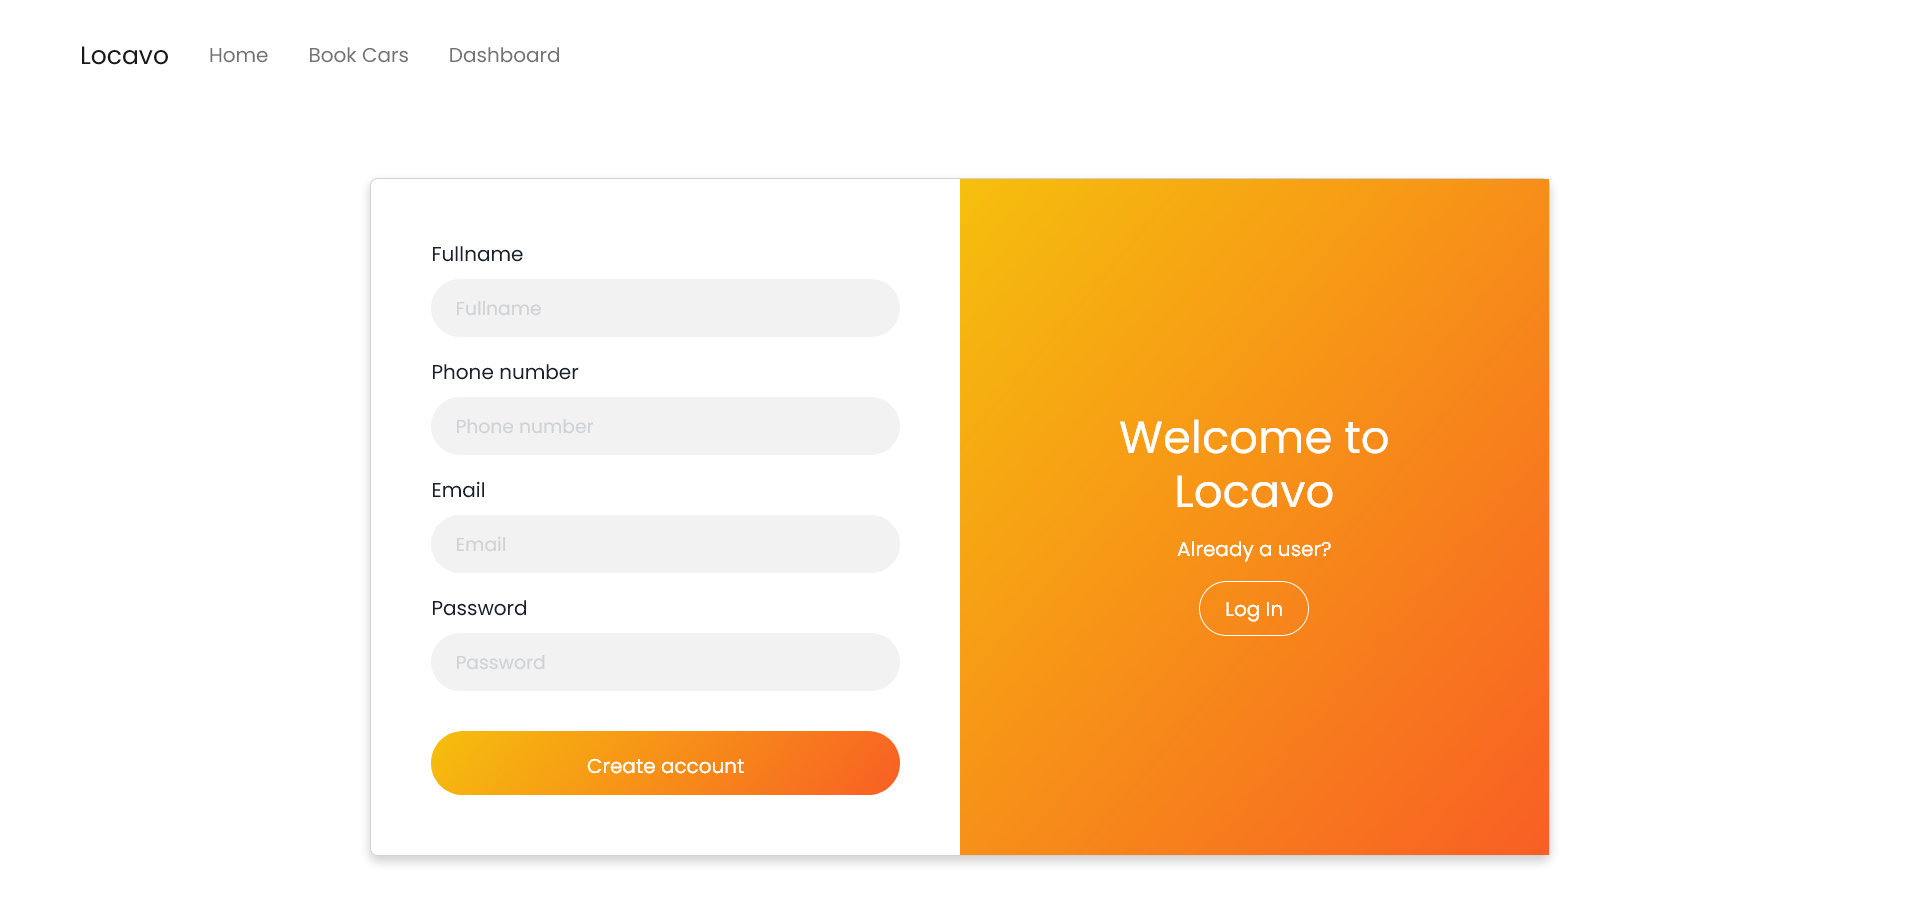 Locavo Home Book Cars Dashboard
Fullname
Fullname
Phone number
Phone number
Email
Email
Password
Password
Create account
Welcome to
Locavo
Already a user?
Log In